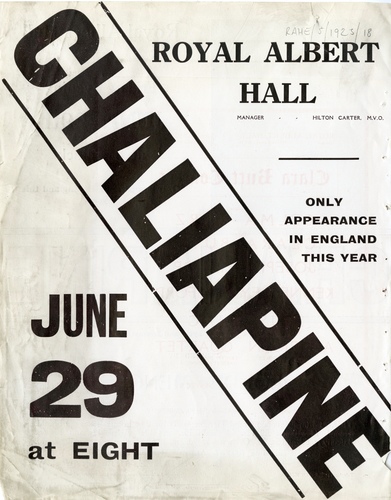 RAHE/5/1923/18
ROYAL ALBERT
HALL
MANAGER - - HILTON CARTER. M.V.O.
CHALIAPINE
ONLY
APPEARANCE
IN ENGLAND
THIS YEAR
JUNE
29
at EIGHT